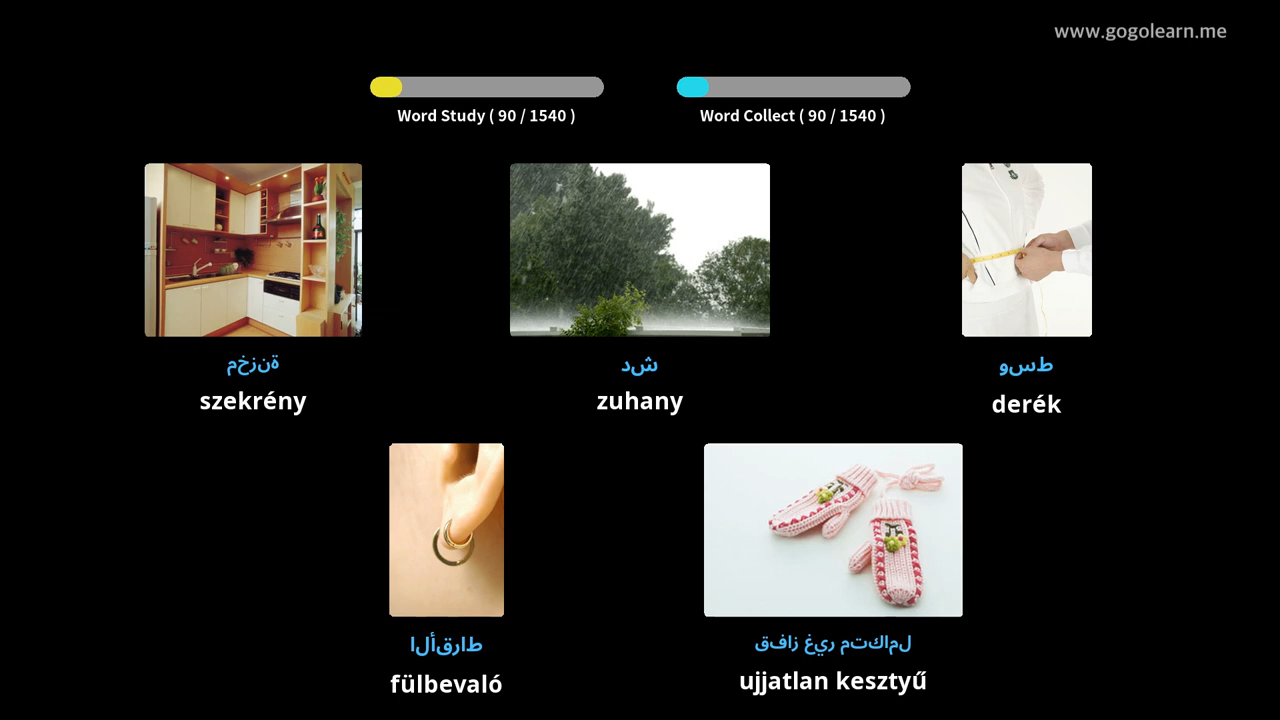 www.gogolearn.me
Word Study ( 90 / 1540 )
Word Collect ( 90 / 1540 )
ةنزخم
szekrény
شد
zuhany
طسو
derék
طارقألا
fülbevaló
لماكتم ريغ زافق
ujjatlan kesztyű